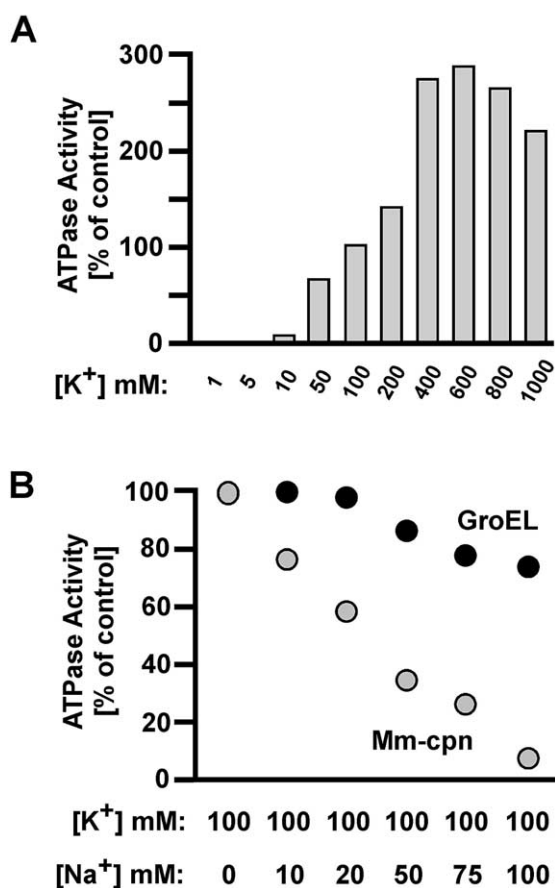 A
ATPase Activity
[% of control]
300
100
0
[K⁺] mM:
1 5 10 50 100 200 400 600 800 1000
B
ATPase Activity
[% of control]
100
80
60
40
20
0
GroEL
Mm-cpn
[K⁺] mM: 100 100 100 100 100 100
[Na⁺] mM: 0 10 20 50 75 100